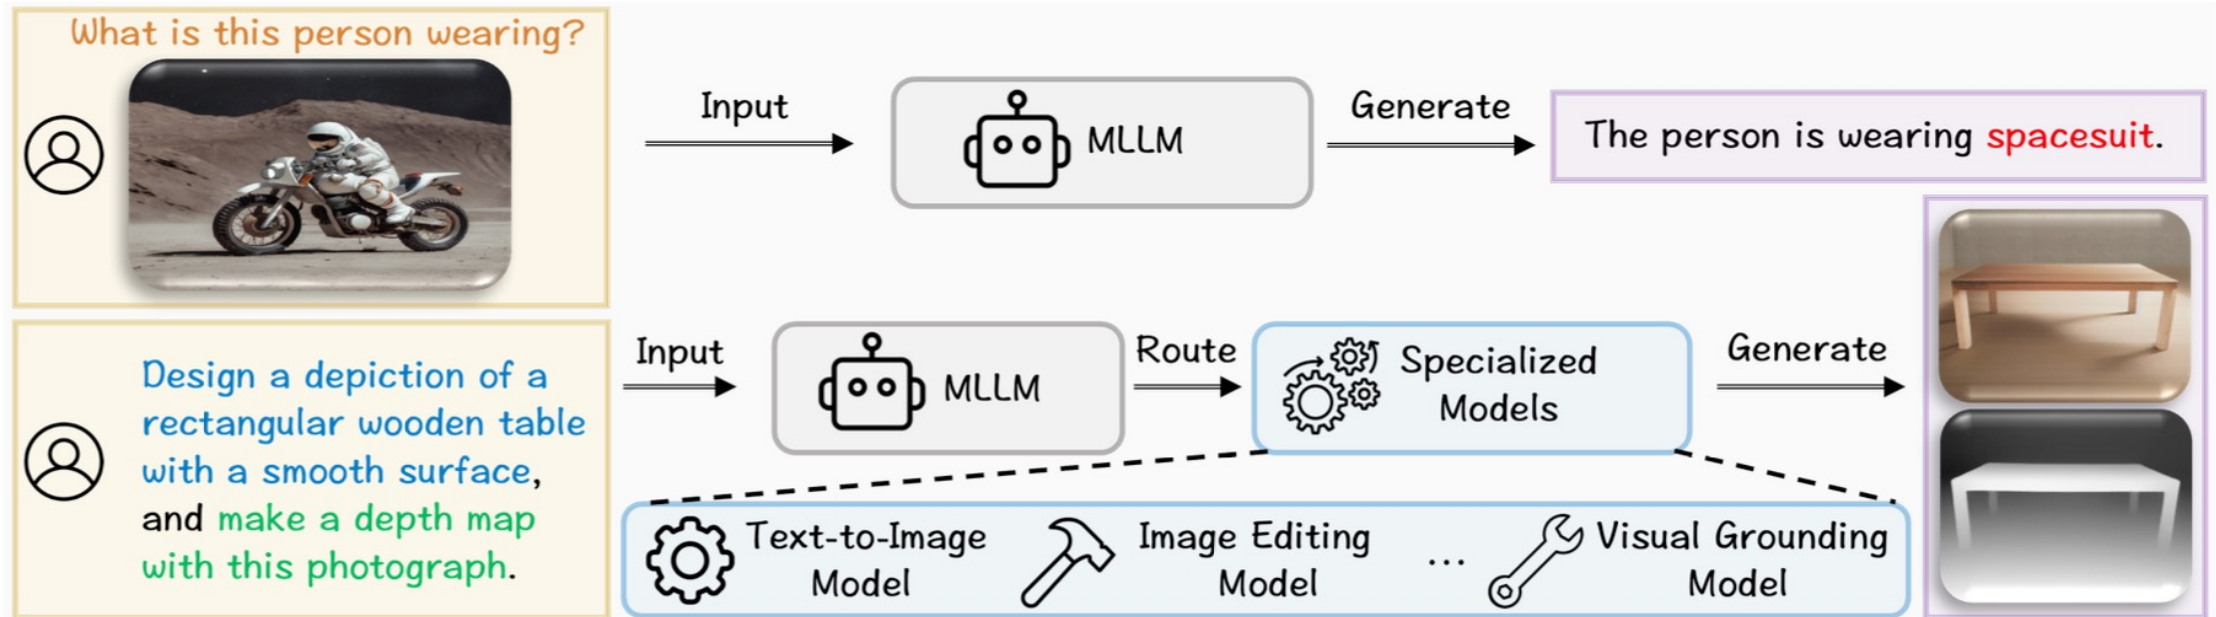 What is this person wearing?
Input
MLLM
Generate
The person is wearing spacesuit.
Design a depiction of a
rectangular wooden table
with a smooth surface,
and make a depth map
with this photograph.
Input
MLLM
Route
Specialized
Models
Generate
Text-to-Image
Model
Image Editing
Model
...
Visual Grounding
Model